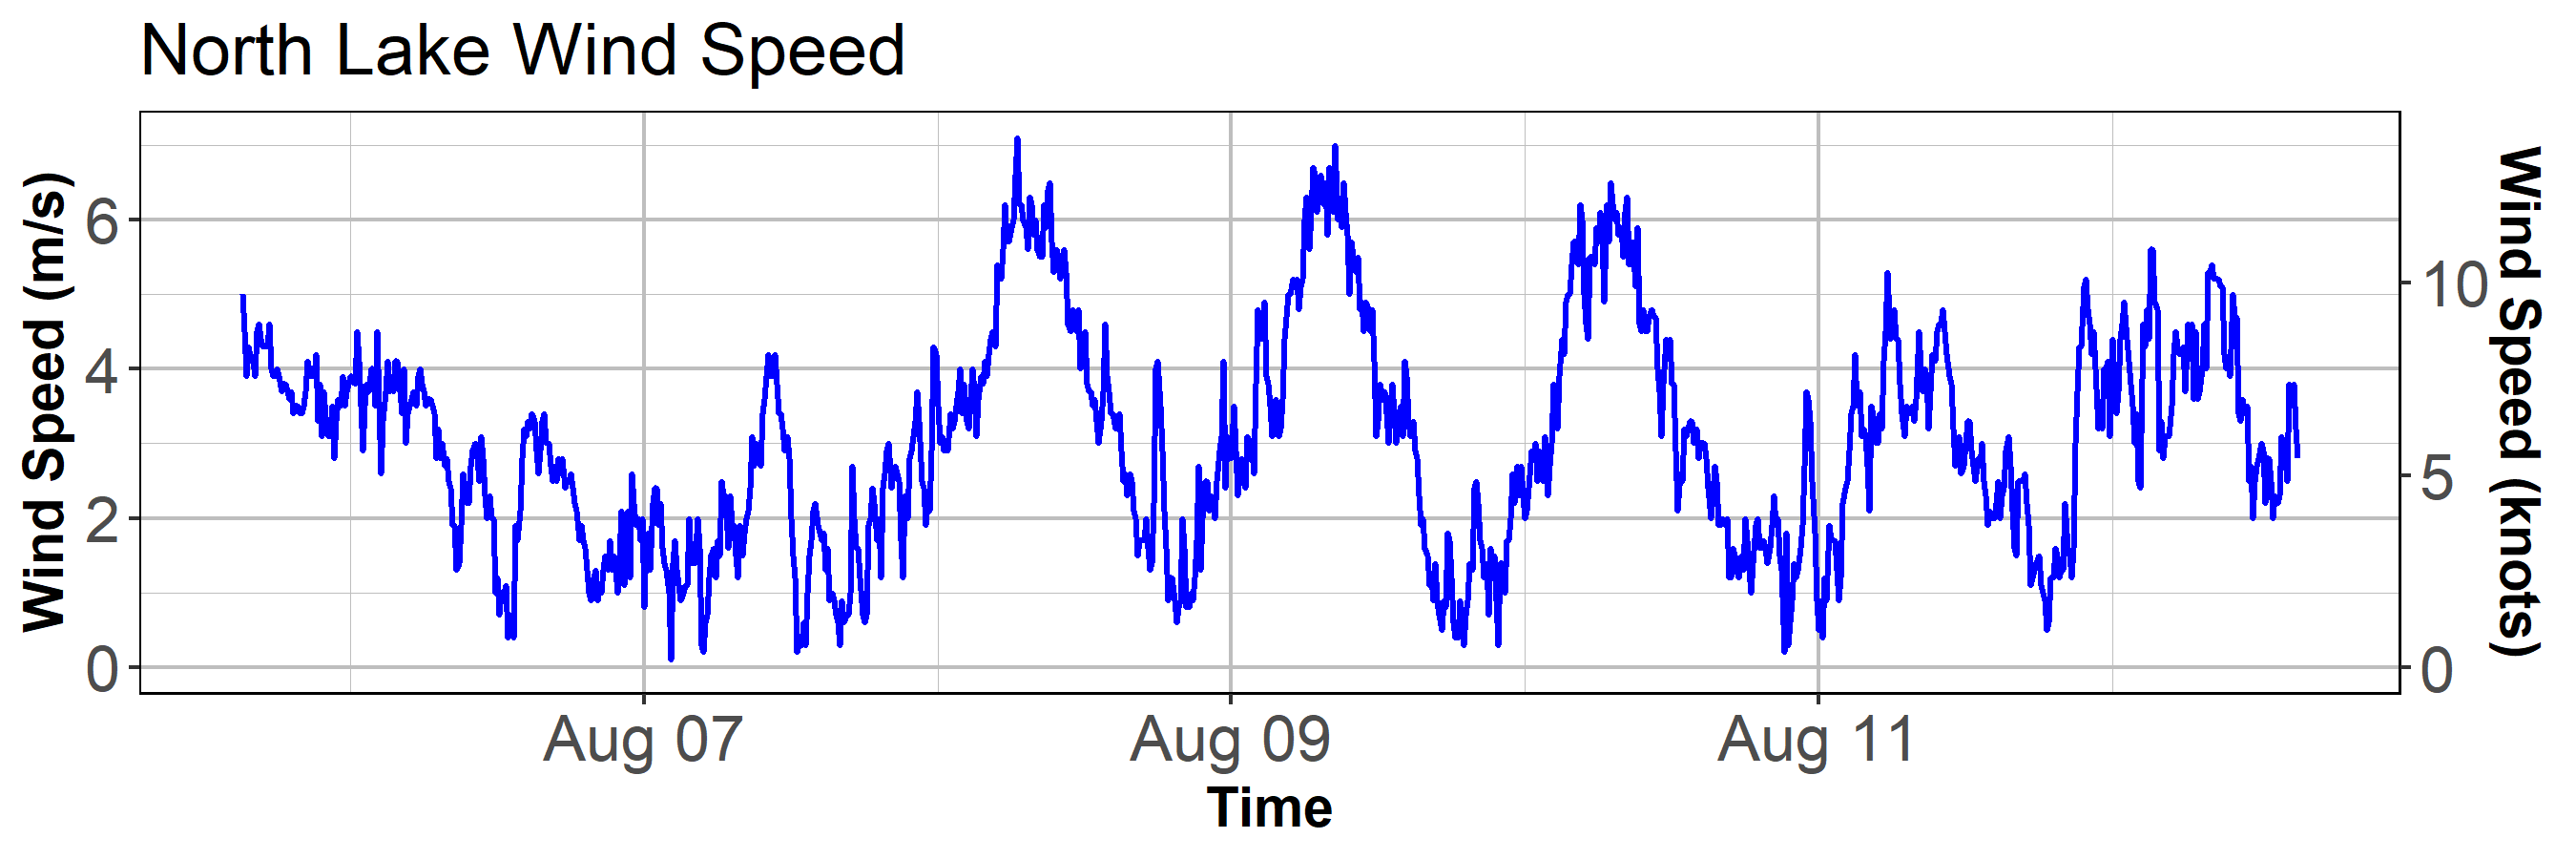 North Lake Wind Speed
Wind Speed (m/s)
6
4
2
0
Wind Speed (knots)
10
5
0
Aug 07 Aug 09 Aug 11
Time